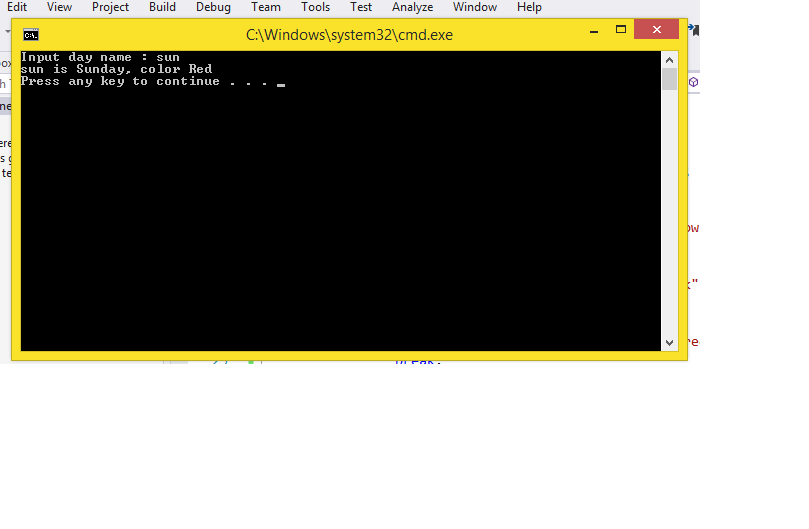 Edit View Project Build Debug Team Tools Test Analyze Window Help
C:\Windows\system32\cmd.exe
Input day name : sun
sun is Sunday, color Red
Press any key to continue . . .
break;